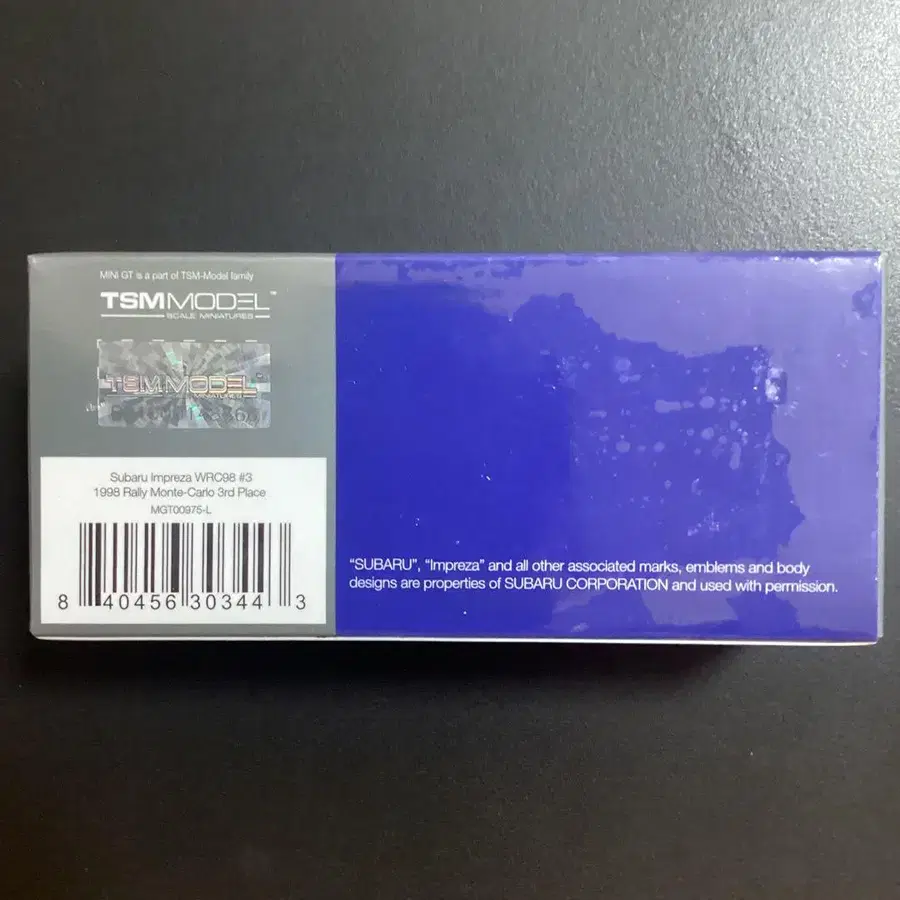 MINI GT is a part of TSM-Model family
TSMMODEL™
SCALE MINIATURES
TSMMODEL
MINIATURES
Subaru Impreza WRC98 #3
1998 Rally Monte-Carlo 3rd Place
MGT00975-L
8 40456 30344 3
“SUBARU”, “Impreza” and all other associated marks, emblems and body
designs are properties of SUBARU CORPORATION and used with permission.